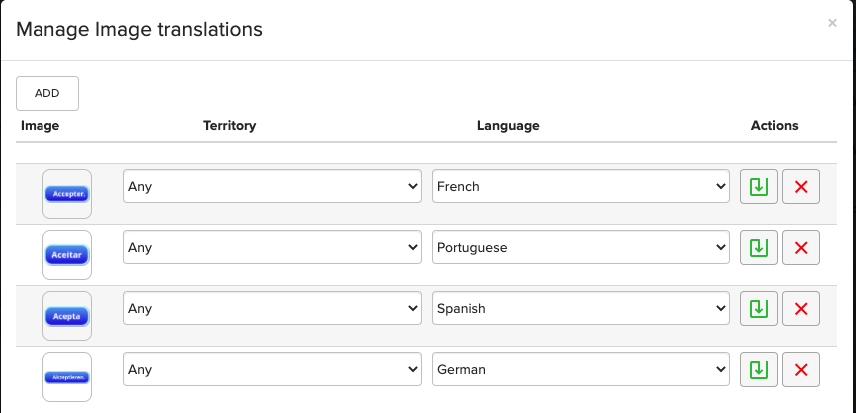 Manage Image translations
×
ADD
Image Territory Language Actions
Accepter Any French
Aceitar Any Portuguese
Acepta Any Spanish
Akzeptieren Any German